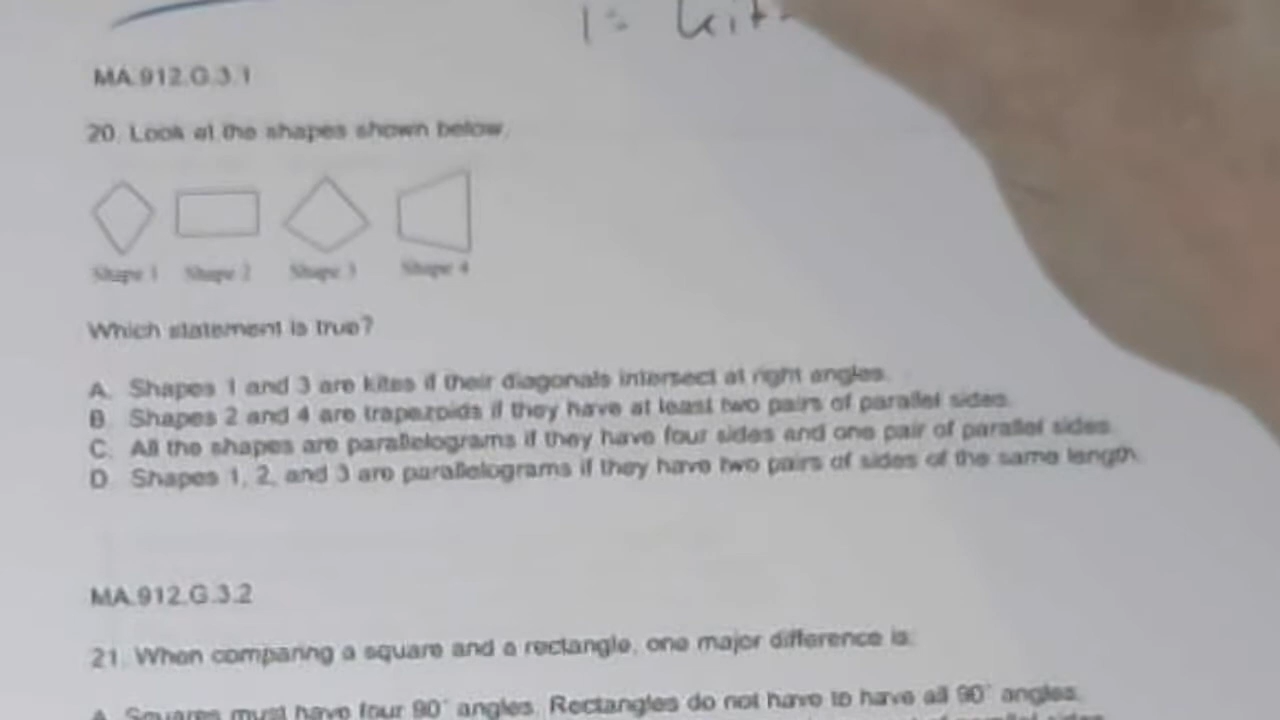 1: kit
MA.912.G.3.1
20. Look at the shapes shown below.
Shape 1 Shape 2 Shape 3 Shape 4
Which statement is true?
A. Shapes 1 and 3 are kites if their diagonals intersect at right angles.
B. Shapes 2 and 4 are trapezoids if they have at least two pairs of parallel sides.
C. All the shapes are parallelograms if they have four sides and one pair of parallel sides.
D. Shapes 1, 2, and 3 are parallelograms if they have two pairs of sides of the same length.
MA.912.G.3.2
21. When comparing a square and a rectangle, one major difference is:
A. Squares must have four 90° angles. Rectangles do not have to have all 90° angles.